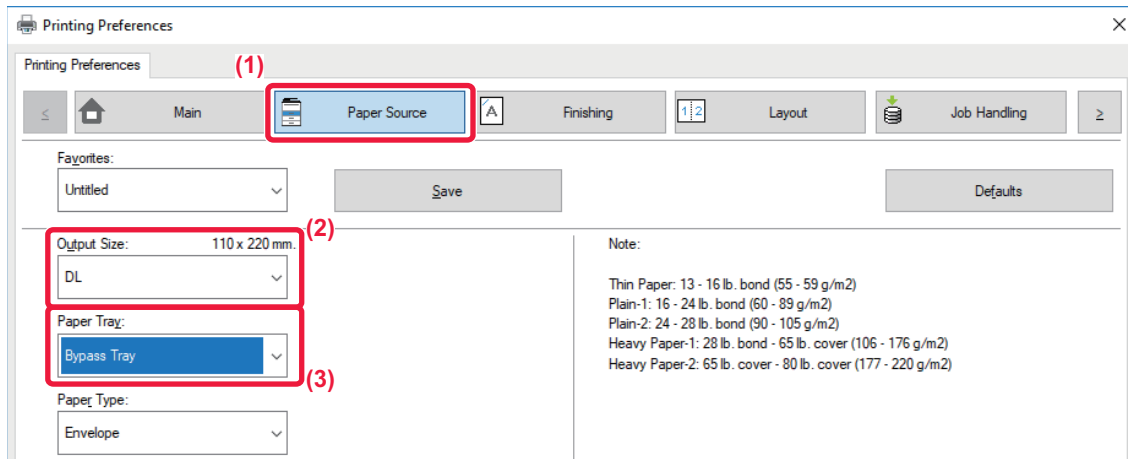 Printing Preferences
Printing Preferences
(1)
≤
Main
Paper Source
A
Finishing
1 2
Layout
Job Handling
≥
Favorites:
Untitled
Save
Defaults
(2)
Output Size: 110 x 220 mm.
DL
Paper Tray:
Bypass Tray
(3)
Paper Type:
Envelope
Note:
Thin Paper: 13 - 16 lb. bond (55 - 59 g/m2)
Plain-1: 16 - 24 lb. bond (60 - 89 g/m2)
Plain-2: 24 - 28 lb. bond (90 - 105 g/m2)
Heavy Paper-1: 28 lb. bond - 65 lb. cover (106 - 176 g/m2)
Heavy Paper-2: 65 lb. cover - 80 lb. cover (177 - 220 g/m2)